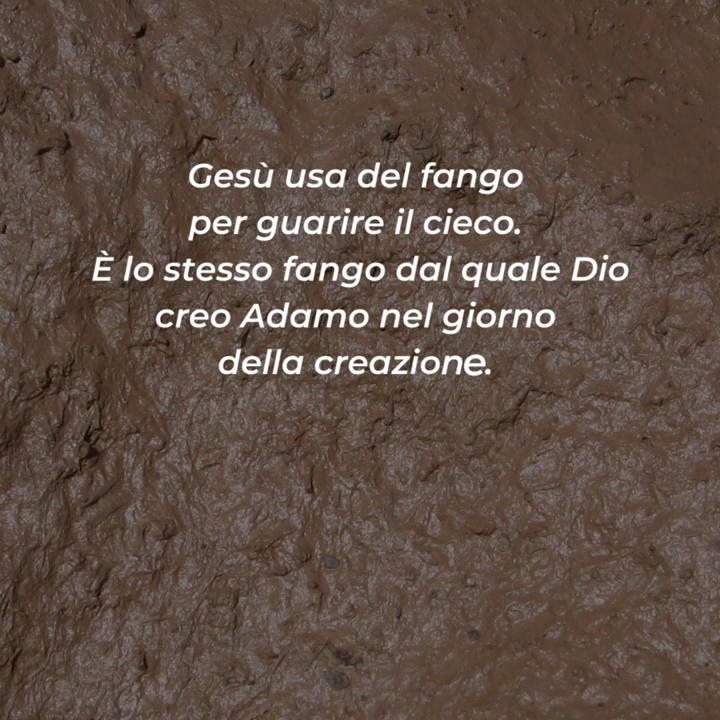 Gesù usa del fango
per guarire il cieco.
È lo stesso fango dal quale Dio
creo Adamo nel giorno
della creazione.